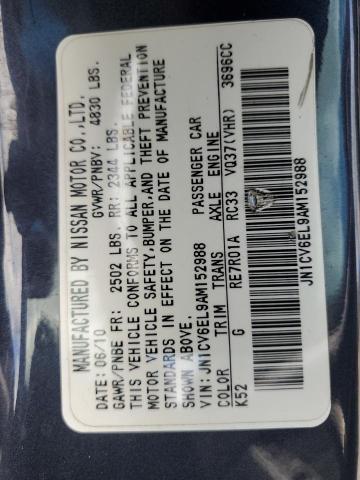 MANUFACTURED BY NISSAN MOTOR CO.,LTD.
DATE: 06/10 GVWR/PNBV: 4830 LBS.
GAWR/PNBE FR: 2502 LBS. RR: 2344 LBS.
THIS VEHICLE CONFORMS TO ALL APPLICABLE FEDERAL
MOTOR VEHICLE SAFETY,BUMPER,AND THEFT PREVENTION
STANDARDS IN EFFECT ON THE DATE OF MANUFACTURE
SHOWN ABOVE.
VIN: JN1CV6EL9AM152988 PASSENGER CAR
COLOR TRIM TRANS AXLE ENGINE
K52 G RE7R01A RC33 VQ37(VHR) 3696CC
JN1CV6EL9AM152988